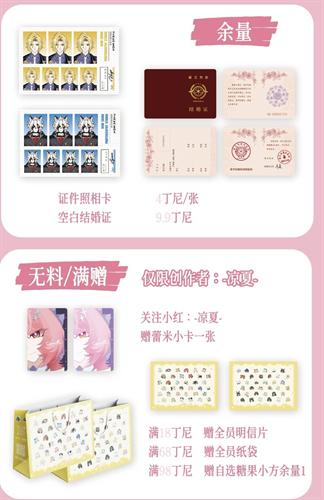 余量
结婚证
证件照相卡 4丁尼/张
空白结婚证 9.9丁尼
无料/满赠 仅限创作者：-凉夏-
关注小红：-凉夏-
赠蕾米小卡一张
满18丁尼 赠全员明信片
满68丁尼 赠全员纸袋
满98丁尼 赠自选糖果小方余量1